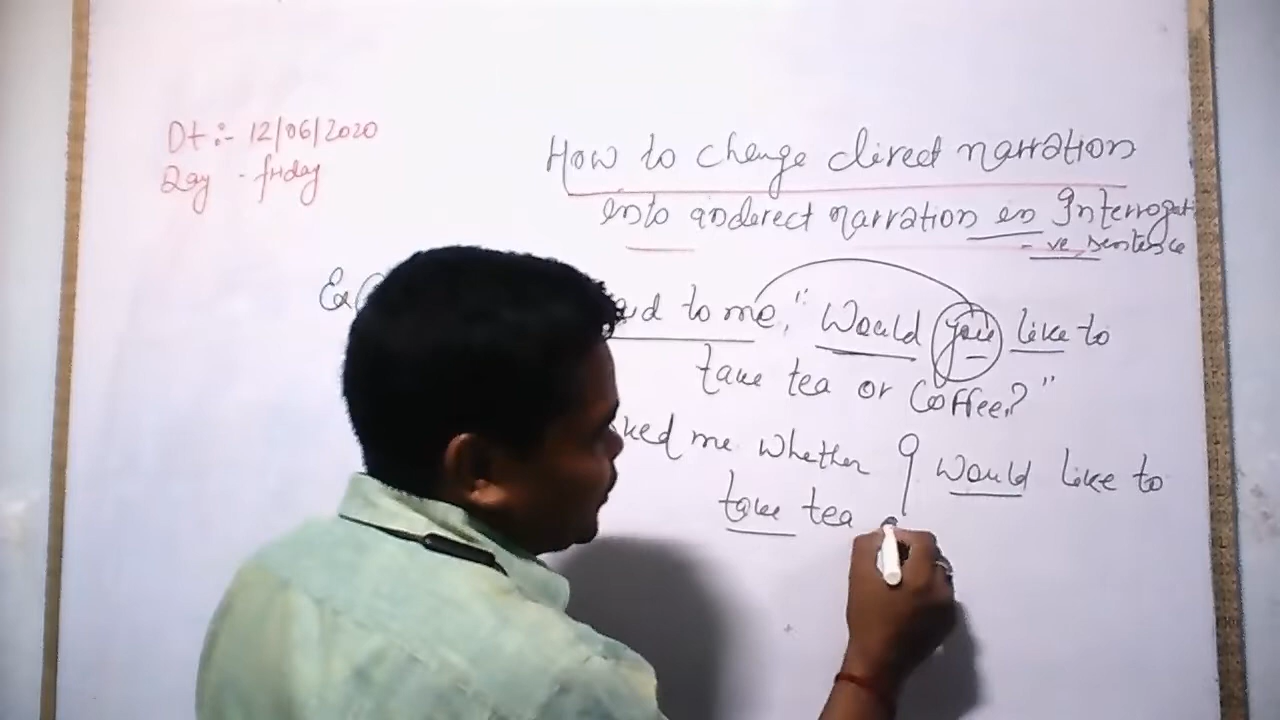 Dt :- 12/06/2020
Day - friday
How to change direct narration
into indirect narration in Interrogati
- ve sentence
Ex
to me, "Would you like to
take tea or Coffee?"
ked me whether I would like to
take tea